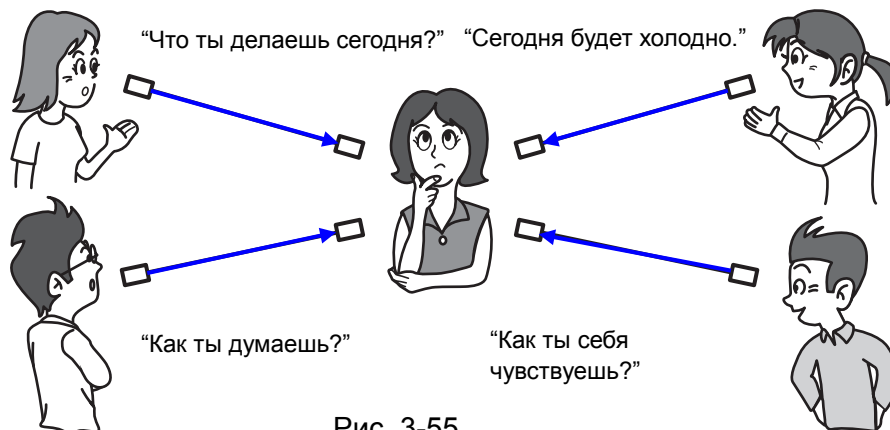 “Что ты делаешь сегодня?”
“Сегодня будет холодно.”
“Как ты думаешь?”
“Как ты себя
чувствуешь?”
Рис. 3-55